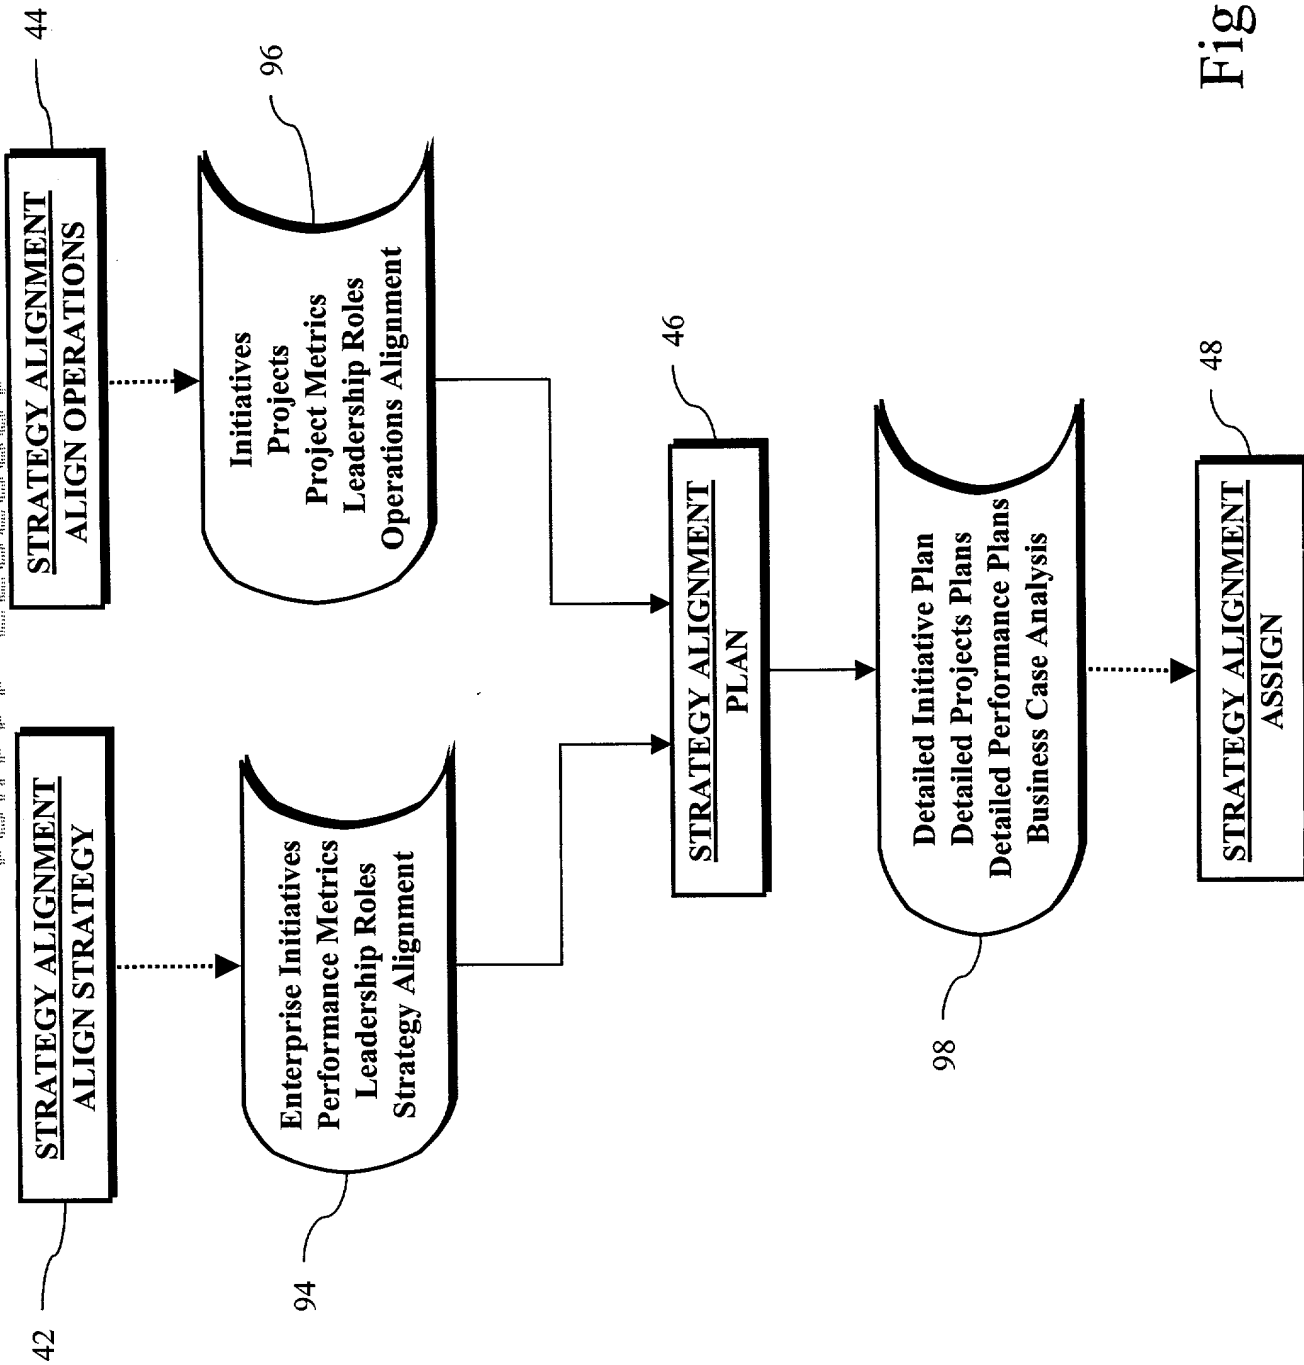 42
STRATEGY ALIGNMENT
ALIGN STRATEGY
44
STRATEGY ALIGNMENT
ALIGN OPERATIONS
94
Enterprise Initiatives
Performance Metrics
Leadership Roles
Strategy Alignment
96
Initiatives
Projects
Project Metrics
Leadership Roles
Operations Alignment
46
STRATEGY ALIGNMENT
PLAN
98
Detailed Initiative Plan
Detailed Projects Plans
Detailed Performance Plans
Business Case Analysis
48
STRATEGY ALIGNMENT
ASSIGN
Fig